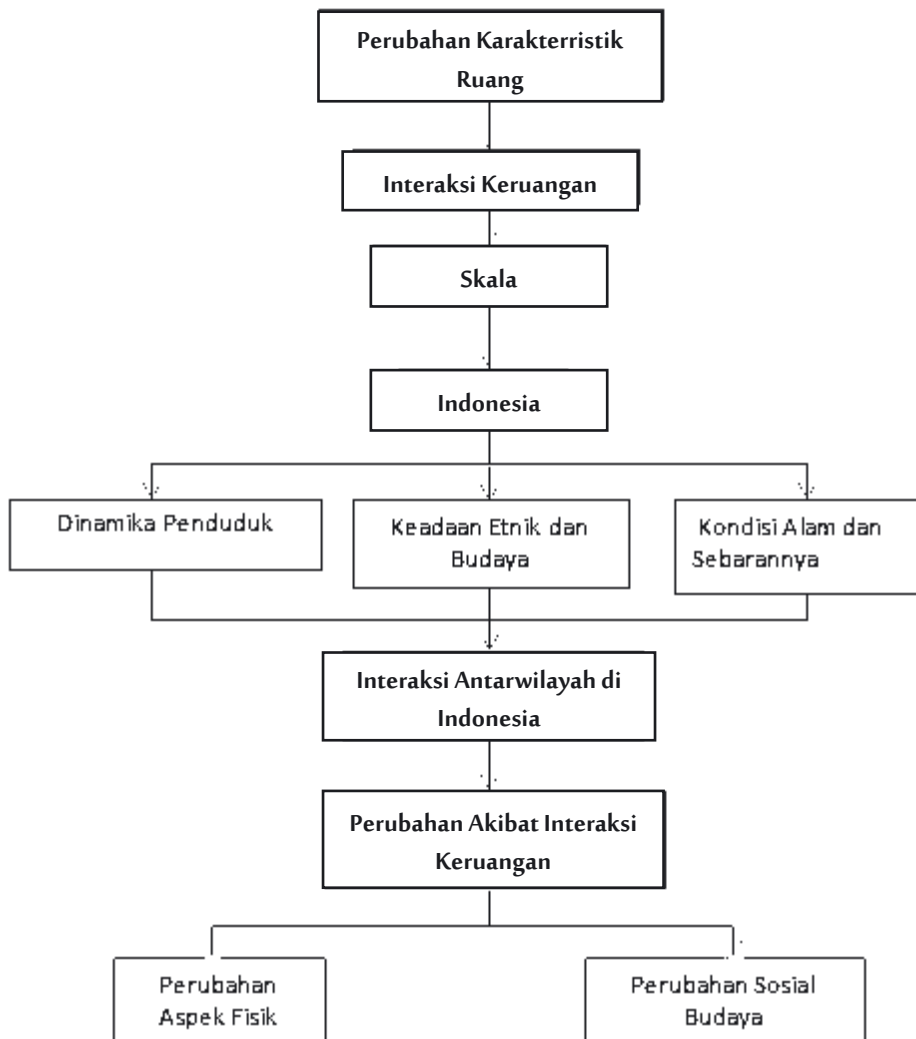 Perubahan Karakterristik
Ruang
Interaksi Keruangan
Skala
Indonesia
Dinamika Penduduk
Keadaan Etnik dan
Budaya
Kondisi Alam dan
Sebarannya
Interaksi Antarwilayah di
Indonesia
Perubahan Akibat Interaksi
Keruangan
Perubahan
Aspek Fisik
Perubahan Sosial
Budaya